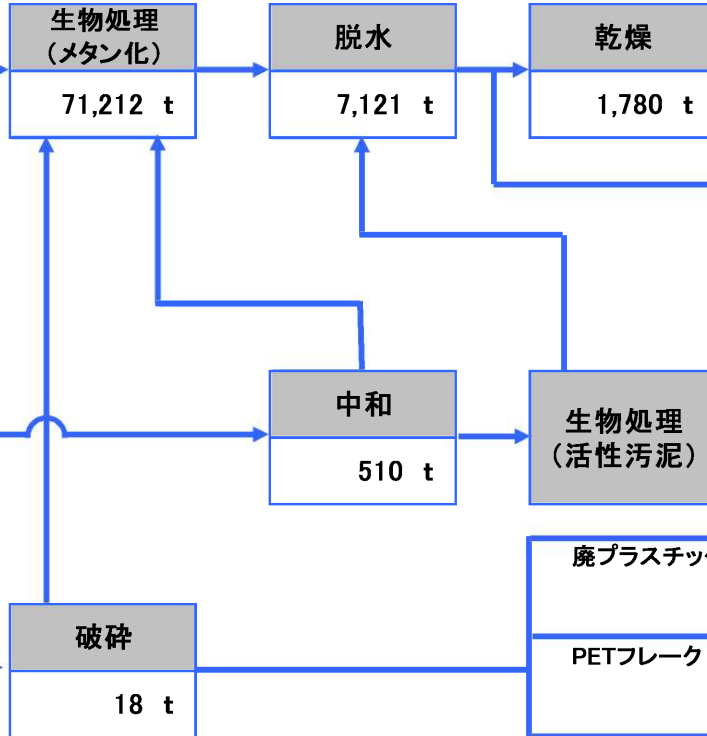 生物処理
（メタン化）
71,212 t
脱水
7,121 t
乾燥
1,780 t
中和
510 t
生物処理
（活性汚泥）
廃プラスチッ
PETフレーク
破砕
18 t